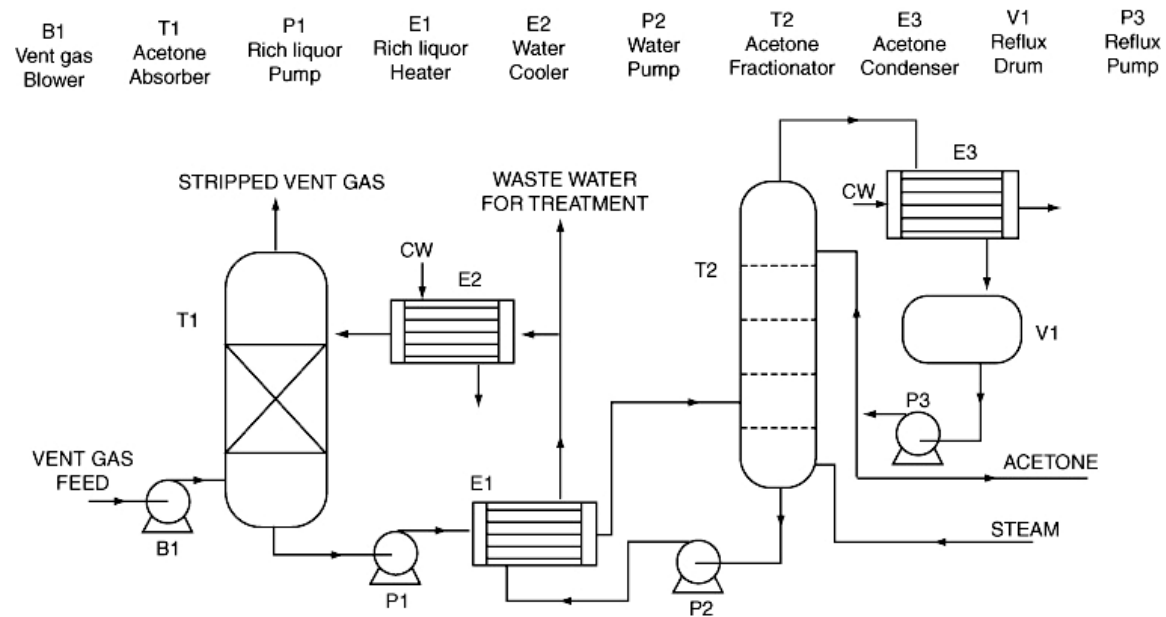 B1
Vent gas
Blower
T1
Acetone
Absorber
P1
Rich liquor
Pump
E1
Rich liquor
Heater
E2
Water
Cooler
P2
Water
Pump
T2
Acetone
Fractionator
E3
Acetone
Condenser
V1
Reflux
Drum
P3
Reflux
Pump
STRIPPED VENT GAS
WASTE WATER
FOR TREATMENT
E3
CW
CW
E2
T2
T1
V1
P3
VENT GAS
FEED
ACETONE
E1
STEAM
B1
P1
P2